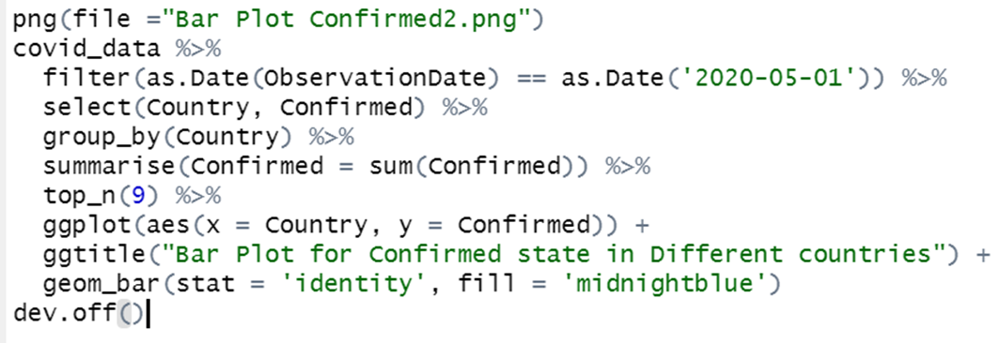 png(file ="Bar Plot Confirmed2.png")
covid_data %>%
  filter(as.Date(ObservationDate) == as.Date('2020-05-01')) %>%
  select(Country, Confirmed) %>%
  group_by(Country) %>%
  summarise(Confirmed = sum(Confirmed)) %>%
  top_n(9) %>%
  ggplot(aes(x = Country, y = Confirmed)) +
  ggtitle("Bar Plot for Confirmed state in Different countries") +
  geom_bar(stat = 'identity', fill = 'midnightblue')
dev.off()